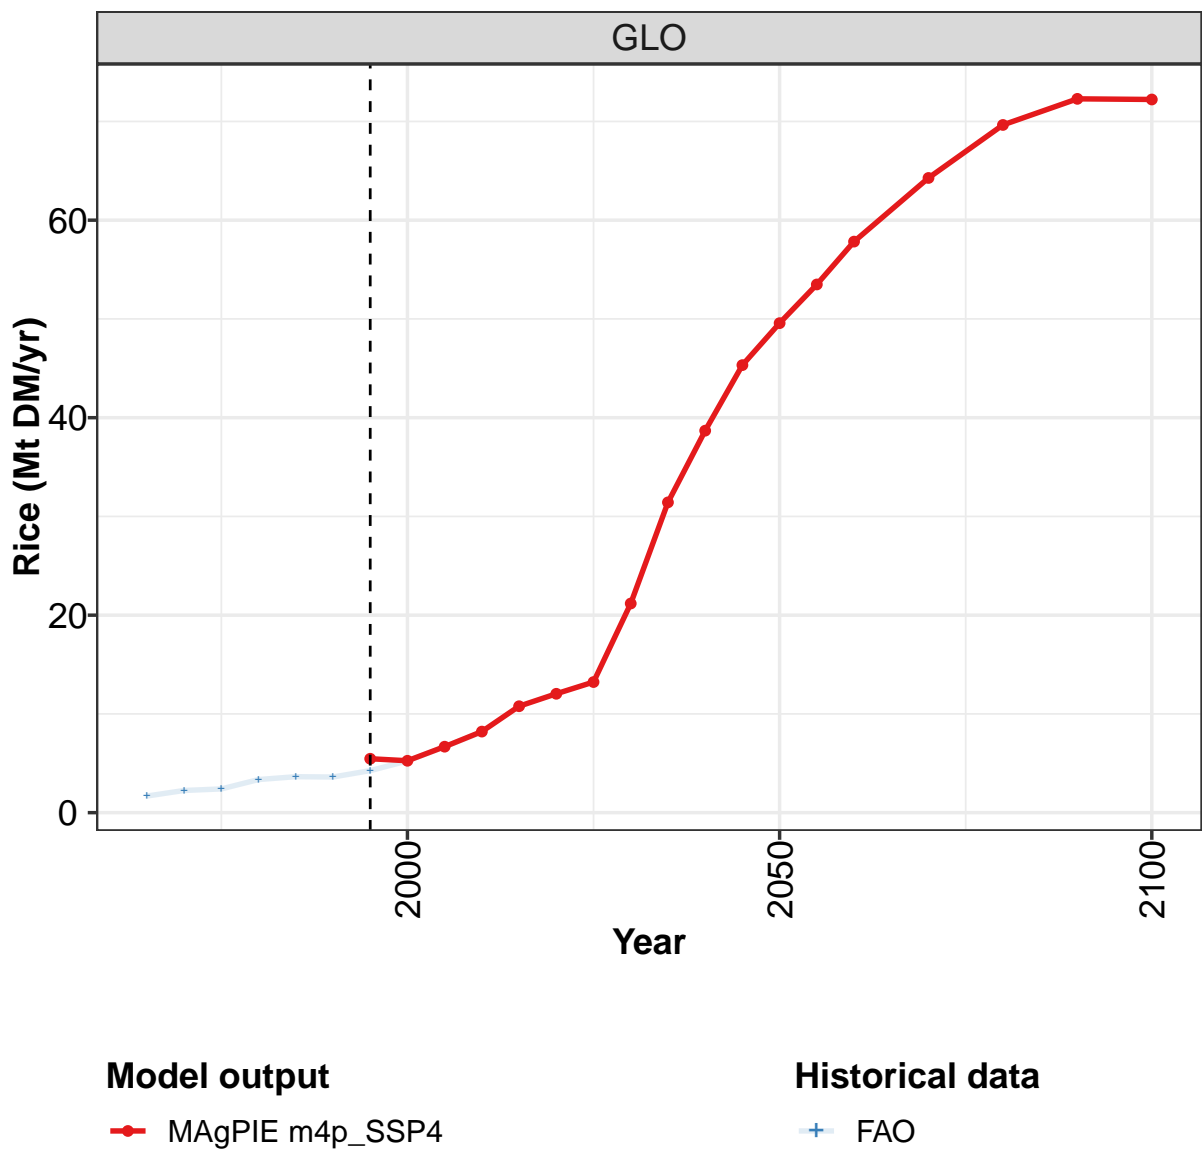 GLO
Rice (Mt DM/yr)
60
40
20
0
2000
2050
2100
Year
Model output
MAgPIE m4p_SSP4
Historical data
FAO